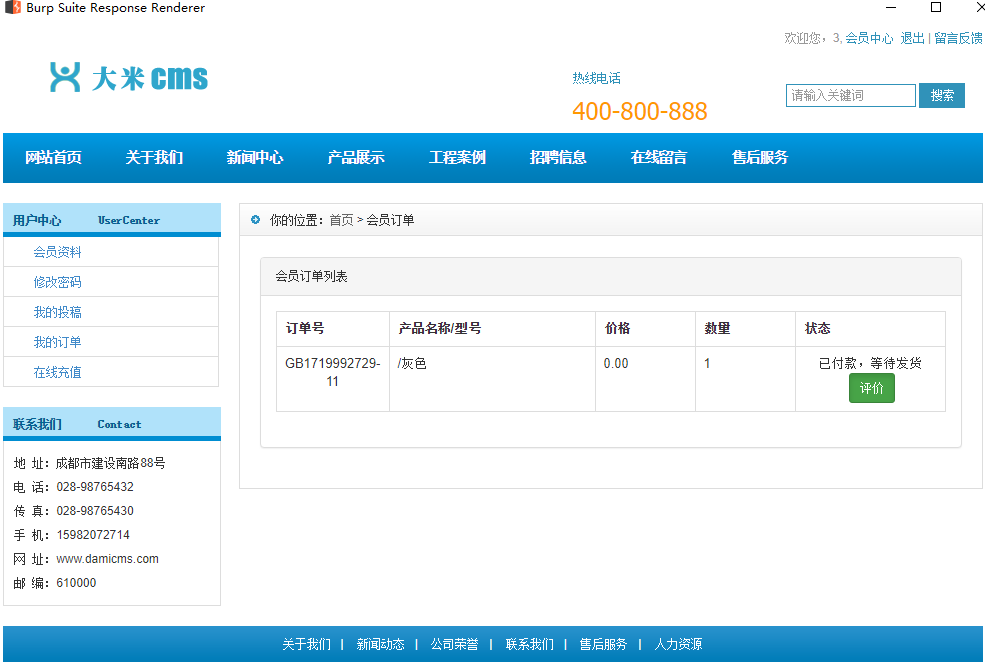 Burp Suite Response Renderer
欢迎您，3, 会员中心 退出 | 留言反馈
大米cms
热线电话
400-800-888
请输入关键词 搜索
网站首页 关于我们 新闻中心 产品展示 工程案例 招聘信息 在线留言 售后服务
用户中心 UserCenter
会员资料
修改密码
我的投稿
我的订单
在线充值
联系我们 Contact
地 址：成都市建设南路88号
电 话：028-98765432
传 真：028-98765430
手 机：15982072714
网 址：www.damicms.com
邮 编：610000
你的位置：首页 > 会员订单
会员订单列表
订单号 产品名称/型号 价格 数量 状态
GB1719992729-11 /灰色 0.00 1 已付款，等待发货
评价
关于我们 | 新闻动态 | 公司荣誉 | 联系我们 | 售后服务 | 人力资源